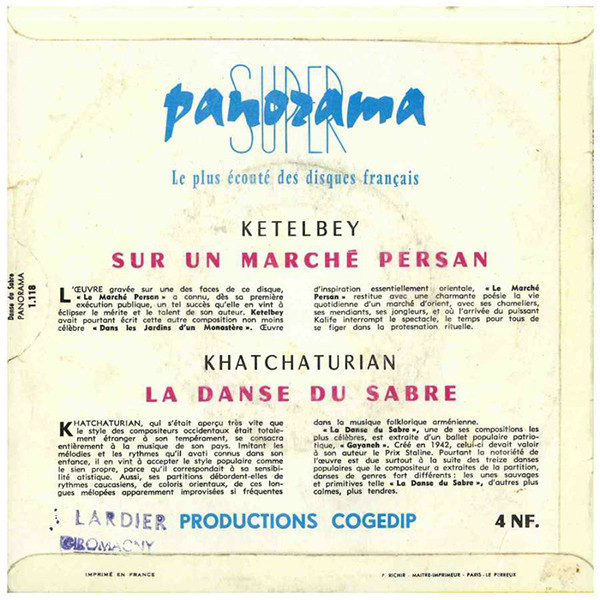 SUPER
panorama
SUPER
Le plus écouté des disques français
KETELBEY
SUR UN MARCHÉ PERSAN
L'ŒUVRE gravée sur une des faces de ce disque,
« Le Marché Persan » a connu, dès sa première
exécution publique, un tel succès qu'elle en vint à
éclipser le mérite et le talent de son auteur. Ketelbey
avait pourtant écrit cette autre composition non moins
célèbre « Dans les Jardins d'un Monastère ». Œuvre
d'inspiration essentiellement orientale, « Le Marché
Persan » restitue avec une charmante poésie la vie
quotidienne d'un marché d'orient, avec ses chameliers,
ses mendiants, ses jongleurs, et où l'arrivée du puissant
Kalife interrompt le spectacle, le temps pour tous de
se figer dans la protesnation rituelle.
KHATCHATURIAN
LA DANSE DU SABRE
KHATCHATURIAN, qui s'était aperçu très vite que
le style des compositeurs occidentaux était totale-
ment étranger à son tempérament, se consacra
entièrement à la musique de son pays. Imitant les
mélodies et les rythmes qu'il avait connus dans son
enfance, il en vint à accepter le style populaire comme
le sien propre, parce qu'il correspondait à sa sensibi-
lité atistique. Aussi, ses partitions débordent-elles de
rythmes caucasiens, de coloris orientaux, de ces lon-
gues mélopées apparemment improvisées si fréquentes
dans la musique folklorique arménienne.
« La Danse du Sabre », une de ses compositions les
plus célèbres, est extraite d'un ballet populaire patrio-
tique, « Gayaneh ». Créé en 1942, celui-ci devait valoir
à son auteur le Prix Staline. Pourtant la notoriété de
l'œuvre est due surtout à la suite des treize danses
populaires que le compositeur a extraites de la partition,
danses de genre fort différents : les unes sauvages
et primitives telle « La Danse du Sabre », d'autres plus
calmes, plus tendres.
LARDIER
GIROMAGNY
PRODUCTIONS COGEDIP
4 NF.
IMPRIMÉ EN FRANCE
F. RICHIR - MAITRE-IMPRIMEUR - PARIS - LE PERREUX
Danse du Sabre
PANORAMA
1.118